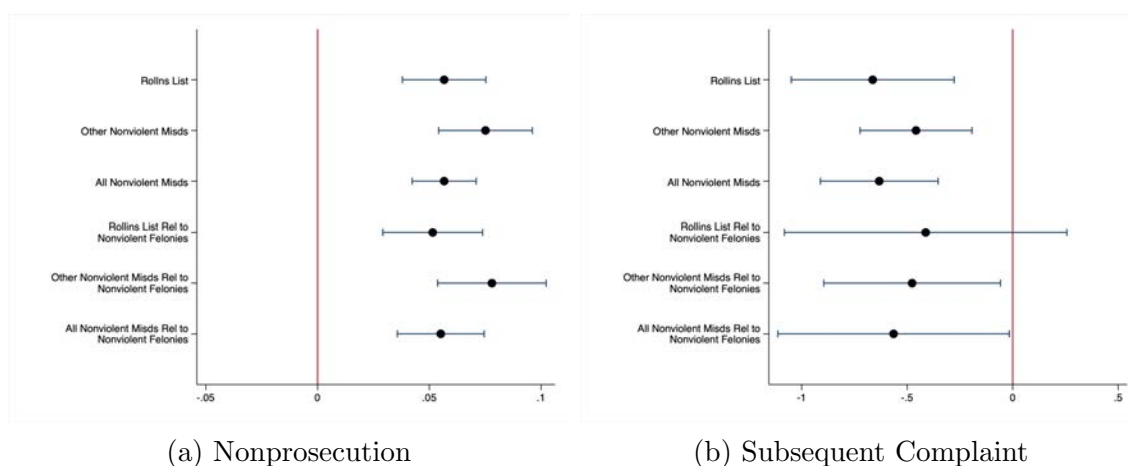 Rollns List
Other Nonviolent Misds
All Nonviolent Misds
Rollins List Rel to
Nonviolent Felonies
Other Nonviolent Misds Rel to
Nonviolent Felonies
All Nonviolent Misds Rel to
Nonviolent Felonies
-.05 0 .05 .1
(a) Nonprosecution
Rollins List
Other Nonviolent Misds
All Nonviolent Misds
Rollins List Rel to
Nonviolent Felonies
Other Nonviolent Misds Rel to
Nonviolent Felonies
All Nonviolent Misds Rel to
Nonviolent Felonies
-1 -.5 0 .5
(b) Subsequent Complaint